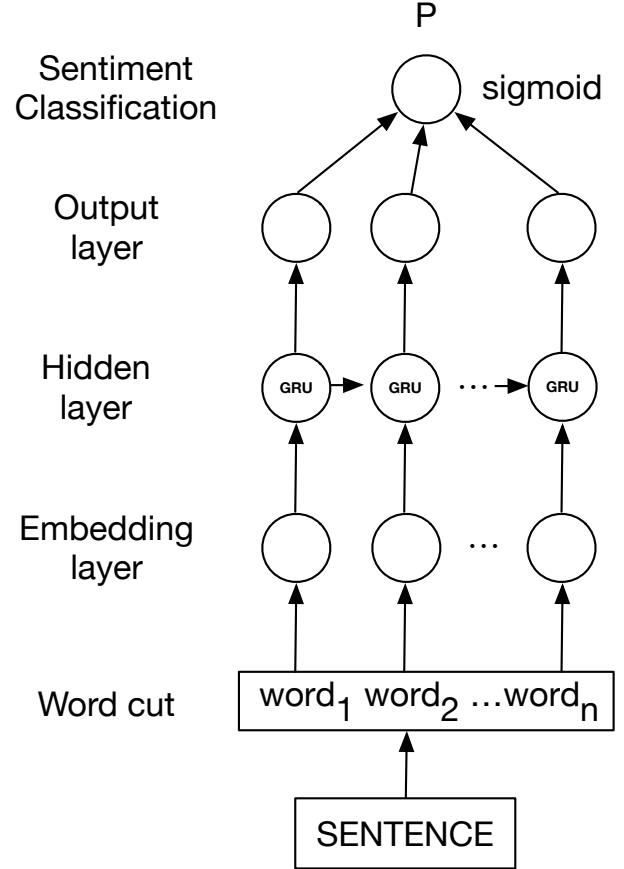 P
Sentiment
Classification
sigmoid
Output
layer
Hidden
layer
GRU GRU ... GRU
Embedding
layer
...
Word cut
word1 word2 ...wordn
SENTENCE